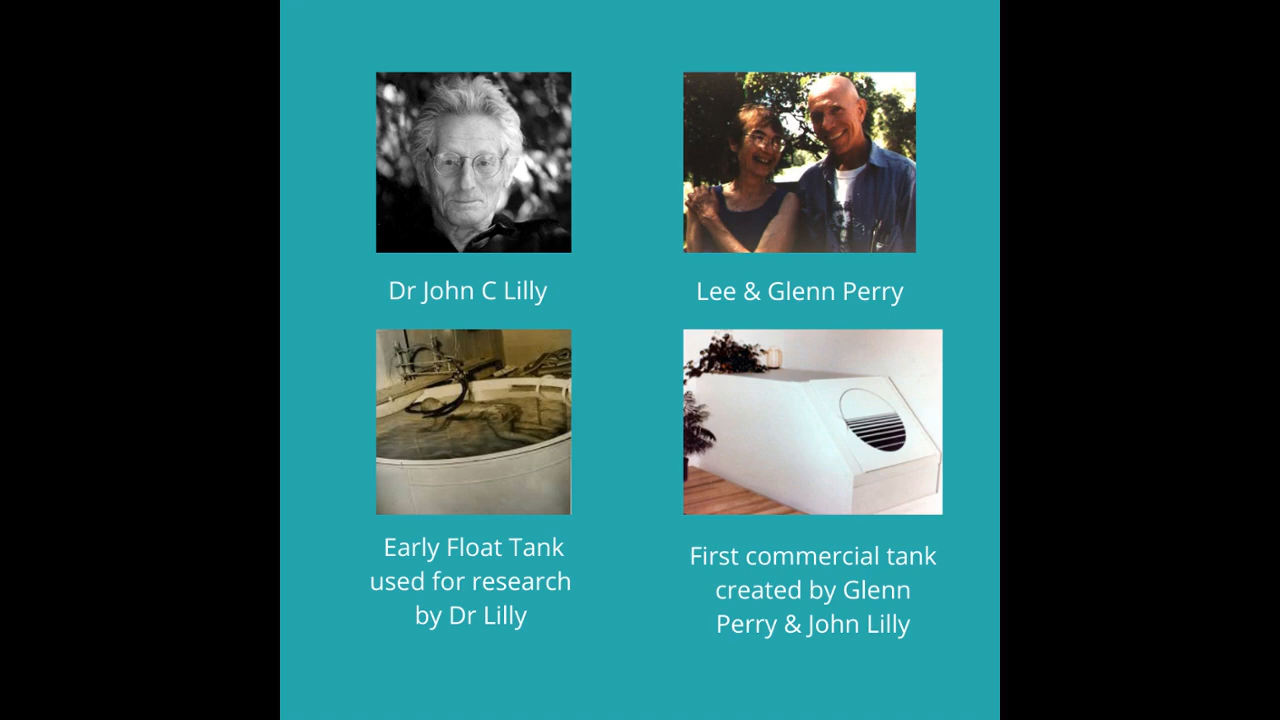 Dr John C Lilly
Lee & Glenn Perry
Early Float Tank
used for research
by Dr Lilly
First commercial tank
created by Glenn
Perry & John Lilly